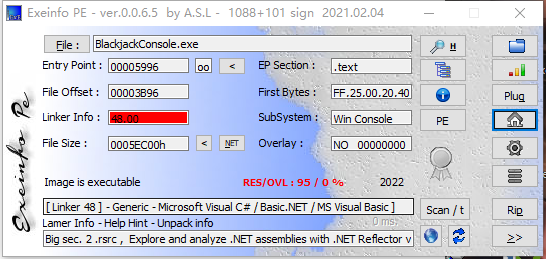 Exeinfo PE - ver.0.0.6.5 by A.S.L - 1088+101 sign 2021.02.04
File : BlackjackConsole.exe H
Entry Point : 00005996 oo < EP Section : .text
File Offset : 00003B96 First Bytes : FF.25.00.20.40 Plug
Linker Info : 48.00 SubSystem : Win Console PE
File Size : 0005EC00h < NET Overlay : NO 00000000
Image is executable RES/OVL : 95 / 0 % 2022
[ Linker 48 ] - Generic - Microsoft Visual C# / Basic.NET / MS Visual Basic ] Scan / t Rip
Lamer Info - Help Hint - Unpack info 0 ms.
Big sec. 2 .rsrc , Explore and analyze .NET assemblies with .NET Reflector v >>
Exeinfo Pe